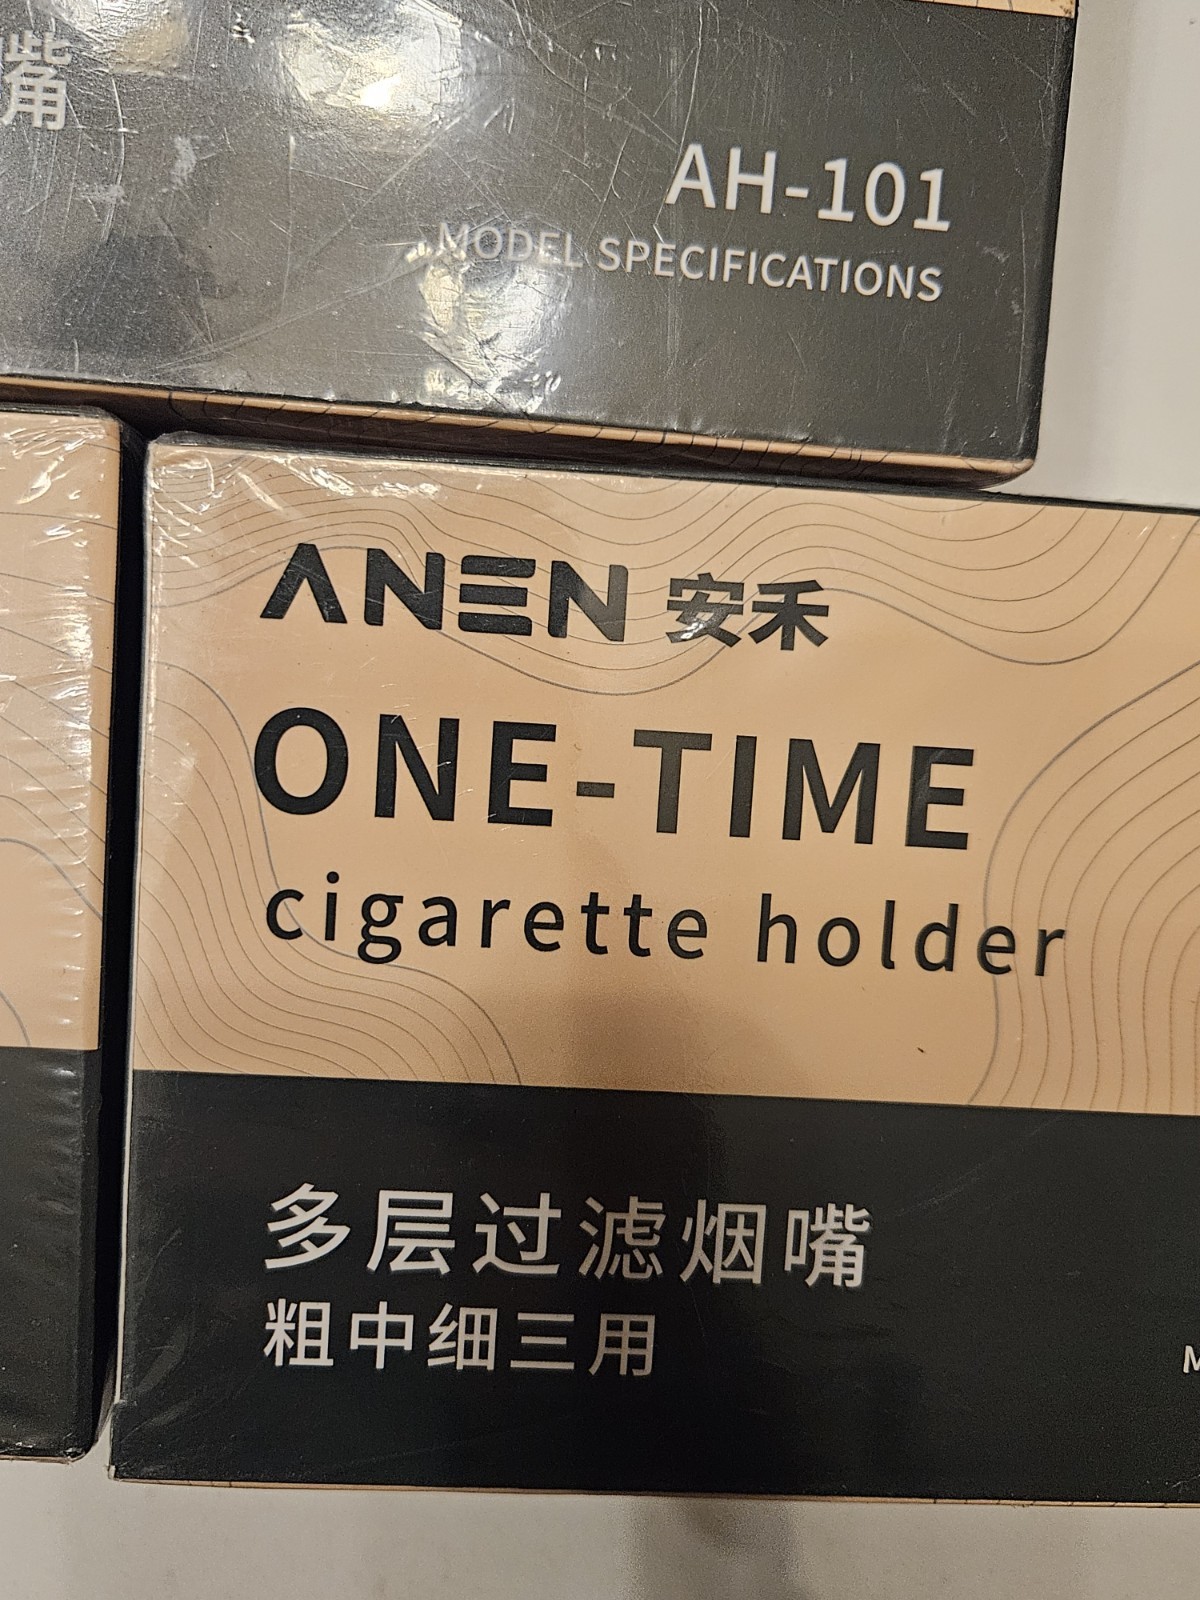 嘴
AH-101
MODEL SPECIFICATIONS
ANEN 安禾
ONE-TIME
cigarette holder
多层过滤烟嘴
粗中细三用
M